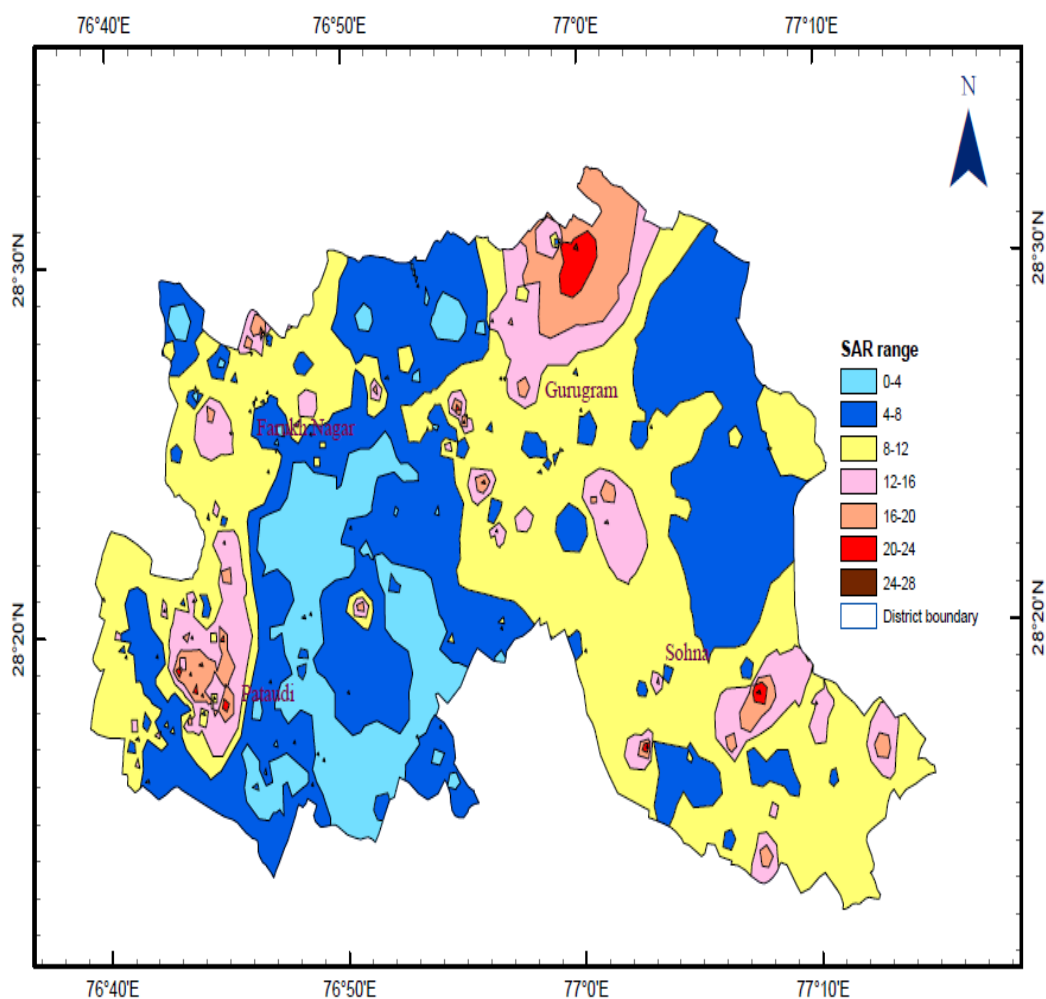 76°40'E 76°50'E 77°0'E 77°10'E
N
28°30'N 28°30'N
SAR range
0-4
4-8
8-12
12-16
16-20
20-24
24-28
District boundary
Gurugram
Farukh Nagar
28°20'N 28°20'N
Sohna
Pataudi
76°40'E 76°50'E 77°0'E 77°10'E